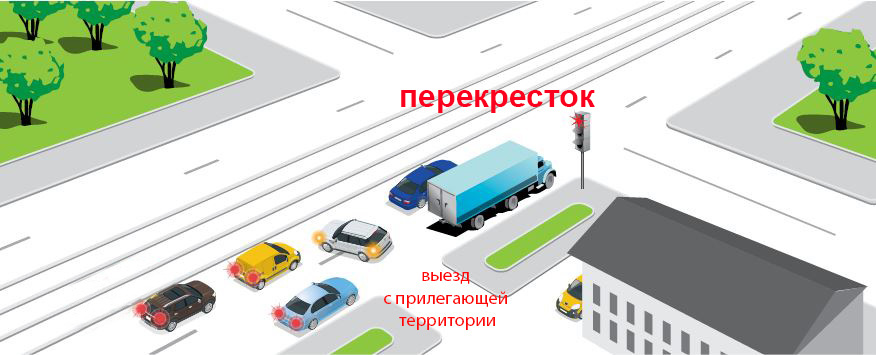 перекресток
выезд
с прилегающей
территории